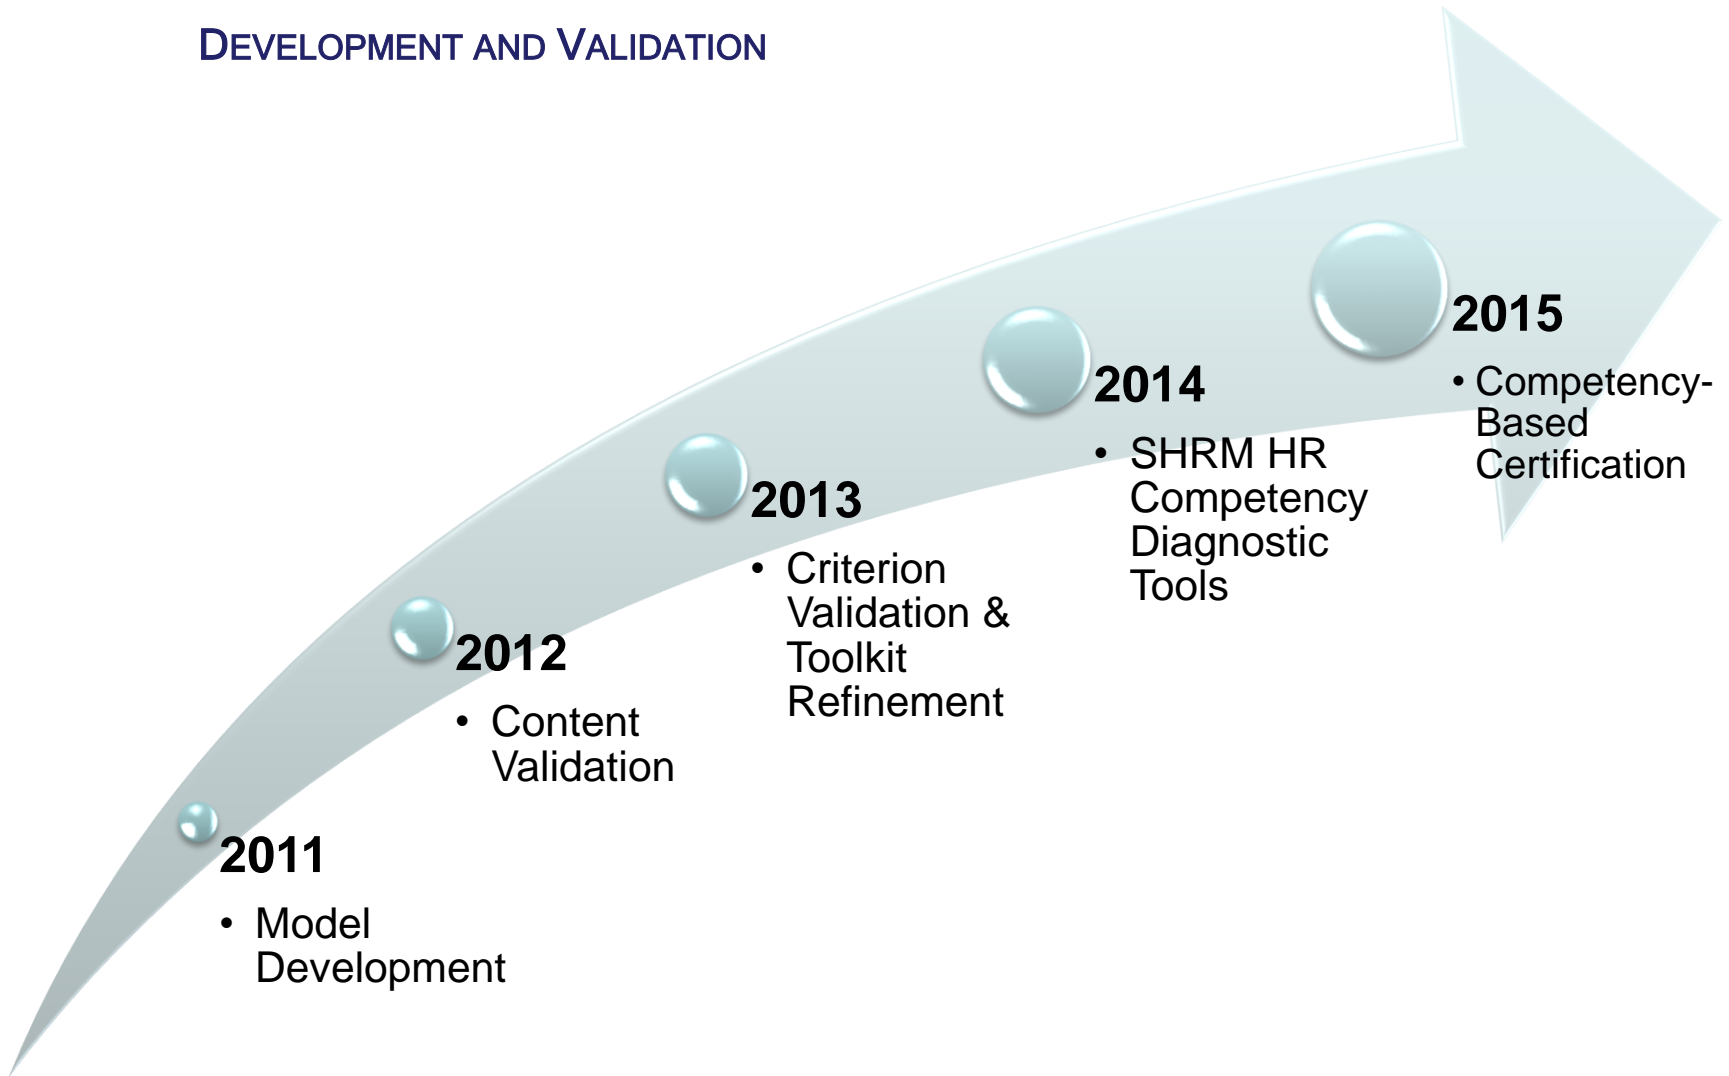 DEVELOPMENT AND VALIDATION
2011
• Model
Development
2012
• Content
Validation
2013
• Criterion
Validation &
Toolkit
Refinement
2014
• SHRM HR
Competency
Diagnostic
Tools
2015
• Competency-
Based
Certification